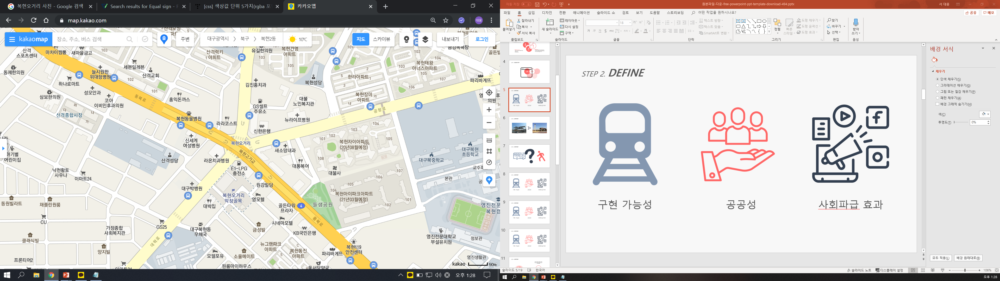 복현오거리 사진 - Google 검색
Search results for Equal sign - F
[css] 색상값 단위 5가지(rgba 포
카카오맵
map.kakao.com
대웅
kakaomap
장소, 주소, 버스 검색
출
주변
대구광역시 > 북구 > 복현2동
10℃
지도
스카이뷰
내보내기
로그인
산격
스포츠센터
마차이짬뽕
새마을금고
103
산격럭키
아파트
유길한의원
103
복현건영
아파트
103
101
102
104
103
복현태왕
아너스아파트
107
106
파리바게뜨
동제한의원
하나로마트
늘시원한
위대항병원
세븐일레븐
산격교회
102
101
성모안과
삼보한의원
코아
이비인후과의원
홍익돈까스
동북로
김진홍치과
복현성당
한라아파트
복현장미
아파트
가
나
대불
노인복지관
GS셀프
주유소
뉴라이프병원
공항로
라
다
나
가
산격종합시장
복현동물병원
라라코스트
신한은행
103
104
102
101
105
복현자이아파트
(20년08월예정)
108
107
신세계
여성병원
복현오거리
복현고가교
새소망내과
대구북중학교
대구복현
초등학교
아기별
어린이집
산격성당
라온치과병원
E1-LPG
충전소
대통복어
대불사
107
106
105
104
낙천황토
사우나
이마트24
본관
대구박병원
원강빌딩
복현오거리
막창골목
영모텔
복현아이파크아파트
(21년03월예정)
103
102
101
동원빌라트
채플린원룸
대박집
골든타워
프라자
4
들샘공원
영진전문
복현캠
CU
GS25
시네마모텔
동북로
가정종합
사회복지관
대구복현동
우체국
금성빌
KB국민은행
영진전문대학교
부설유치원
정보관
클래식빌
대학로
뉴그랜파크
아파트
C
복현동진
아파트
A
파리바게뜨
복현119
안전센터
양지빌
프론티어2
모텔포유
소울메이트
원룸마이하우스
동서당약국
영진생활관
이마트24
kakao
50m
오후 1:28
자동 저장
원본파일-다운-free-powerpoint-ppt-template-download-494.pptx
서 대웅
파일
홈
삽입
디자인
전환
애니메이션
슬라이드 쇼
검토
보기
도움말
스토리보딩
어떤 작업을 원하시나요?
공유
메모
붙여넣기
잘라내기
복사
서식 복사
클립보드
새 슬라이드
레이아웃
다시 설정
구역
슬라이드
18
글꼴
텍스트 방향
텍스트 맞춤
SmartArt로 변환
단락
정렬
빠른
스타일
도형 채우기
도형 윤곽선
도형 효과
그리기
찾기
바꾸기
선택
편집
받아
쓰기
음성
4
5
6
7
8
9
10
11
STEP 2. DEFINE
구현 가능성
공공성
사회파급 효과
배경 서식
채우기
단색 채우기(S)
그라데이션 채우기(G)
그림 또는 질감 채우기(P)
패턴 채우기(A)
배경 그래픽 숨기기(H)
색(C)
투명도(T)
0%
모두 적용(L)
배경 원래대로(B)
슬라이드 5/19
한국어
슬라이드 노트
디스플레이 설정
106%
오후 1:28